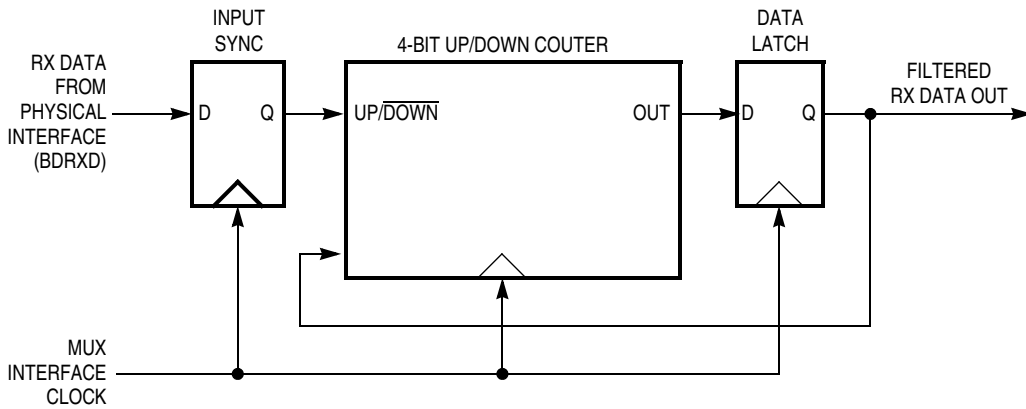 INPUT
SYNC
4-BIT UP/DOWN COUTER
DATA
LATCH
RX DATA
FROM
PHYSICAL
INTERFACE
(BDRXD)
D
Q
UP/DOWN
OUT
D
Q
FILTERED
RX DATA OUT
MUX
INTERFACE
CLOCK